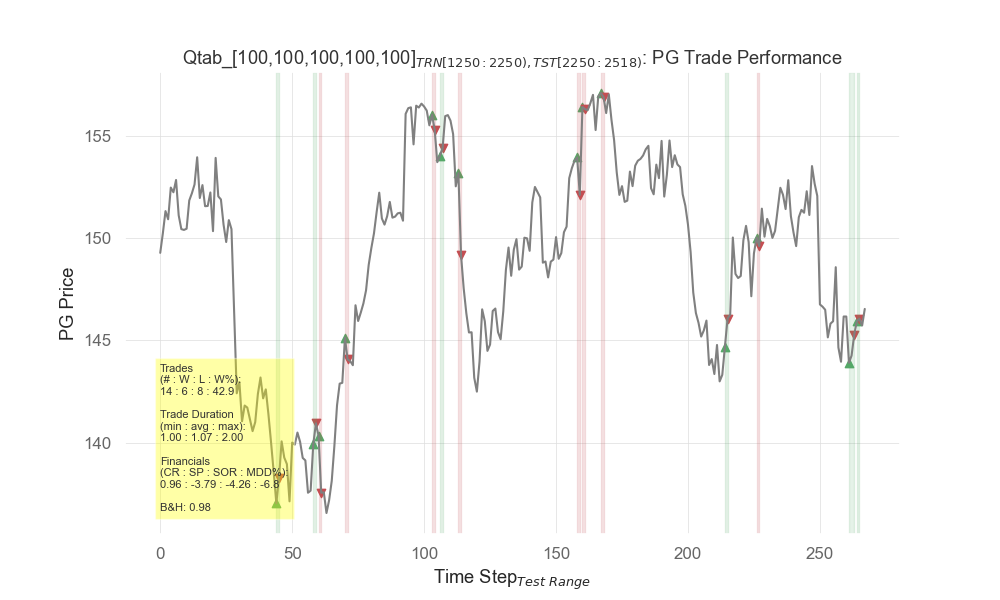 Qtab_[100,100,100,100,100]TRN[1250:2250),TST[2250:2518): PG Trade Performance
155
150
145
140
PG Price
Trades
(# : W : L : W%):
14 : 6 : 8 : 42.9
Trade Duration
(min : avg : max):
1.00 : 1.07 : 2.00
Financials
(CR : SP : SOR : MDD%):
0.96 : -3.79 : -4.26 : -6.8
B&H: 0.98
0 50 100 150 200 250
Time StepTest Range